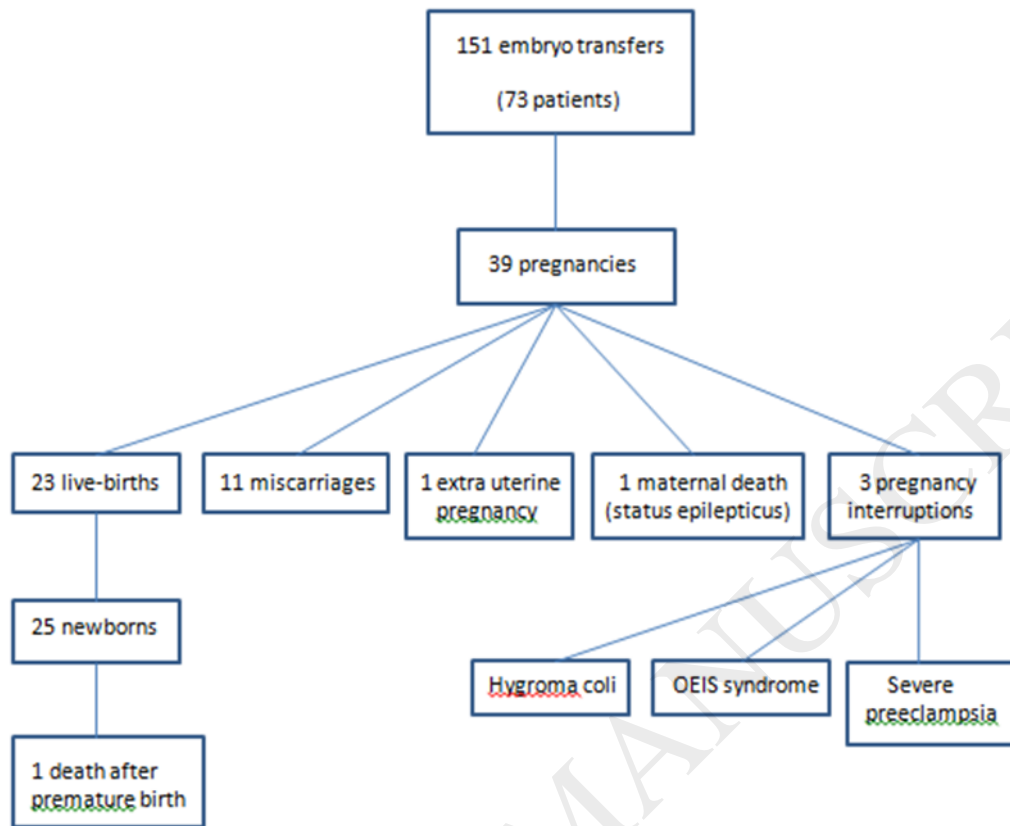 151 embryo transfers
(73 patients)
39 pregnancies
23 live-births
11 miscarriages
1 extra uterine
pregnancy
1 maternal death
(status epilepticus)
3 pregnancy
interruptions
25 newborns
Hygroma coli
OEIS syndrome
Severe
preeclampsia
1 death after
premature birth
MANUSCRI